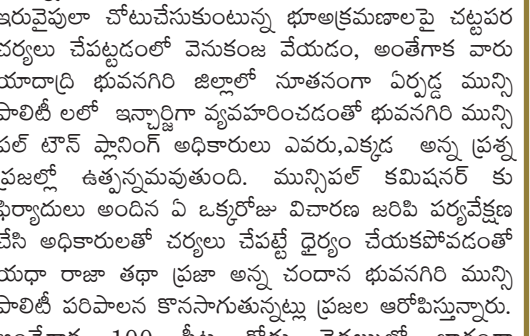 ఇరువైపులా చోటుచేసుకుంటున్న భూఅక్రమణాలపై చట్టపర
చర్యలు చేపట్టడంలో వెనుకంజ వేయడం, అంతేగాక వారు
యాదాద్రి భువనగిరి జిల్లాలో నూతనంగా ఏర్పడ్డ మున్సి
పాలిటీ లలో ఇన్చార్జిగా వ్యవహరించడంతో భువనగిరి మున్సి
పల్ టౌన్ ప్లానింగ్ అధికారులు ఎవరు,ఎక్కడ అన్న ప్రశ్న
ప్రజల్లో ఉత్పన్నమవుతుంది. మున్సిపల్ కమిషనర్ కు
ఫిర్యాదులు అందిన ఏ ఒక్కరోజు విచారణ జరిపి పర్యవేక్షణ
చేసి అధికారులతో చర్యలు చేపట్టే ధైర్యం చేయకపోవడంతో
యధా రాజా తథా ప్రజా అన్న చందాన భువనగిరి మున్సి
పాలిటీ పరిపాలన కొనసాగుతున్నట్లు ప్రజల ఆరోపిస్తున్నారు.